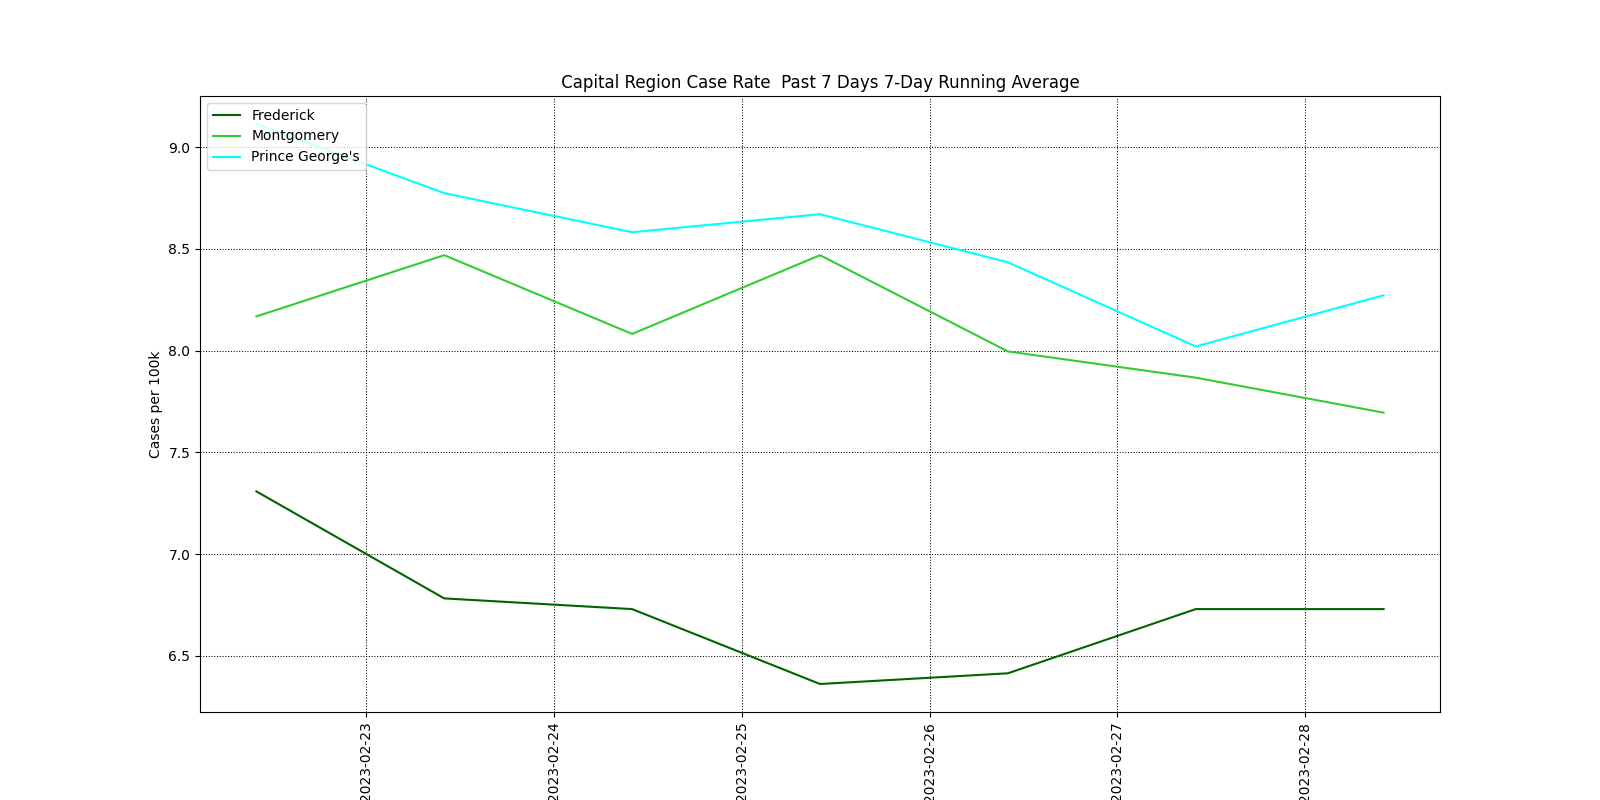 Capital Region Case Rate  Past 7 Days 7-Day Running Average
Frederick
Montgomery
Prince George's
9.0
8.5
8.0
7.5
7.0
6.5
Cases per 100k
2023-02-23
2023-02-24
2023-02-25
2023-02-26
2023-02-27
2023-02-28